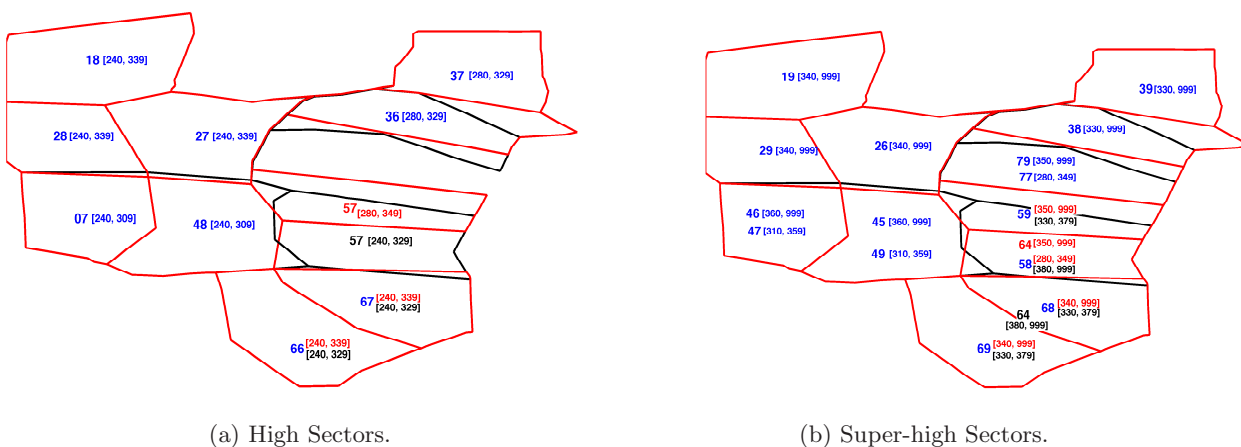 18 [240, 339]
37 [280, 329]
36 [280, 329]
28 [240, 339]
27 [240, 339]
57 [280, 349]
07 [240, 309]
48 [240, 309]
57 [240, 329]
67 [240, 339]
[240, 329]
66 [240, 339]
[240, 329]
(a) High Sectors.
19 [340, 999]
39 [330, 999]
38 [330, 999]
29 [340, 999]
26 [340, 999]
79 [350, 999]
77 [280, 349]
46 [360, 999]
47 [310, 359]
45 [360, 999]
59 [350, 999]
[330, 379]
49 [310, 359]
64 [350, 999]
58 [280, 349]
[380, 999]
68 [340, 999]
[330, 379]
64
[380, 999]
69 [340, 999]
[330, 379]
(b) Super-high Sectors.